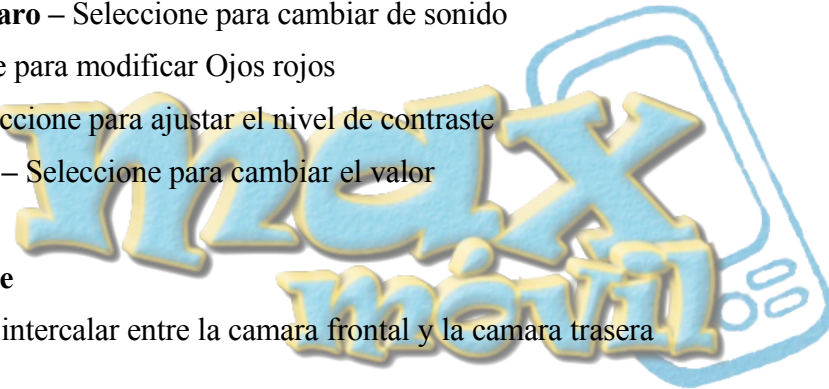 aro – Seleccione para cambiar de sonido
e para modificar Ojos rojos
ccione para ajustar el nivel de contraste
– Seleccione para cambiar el valor
max
móvil
e
intercalar entre la camara frontal y la camara trasera